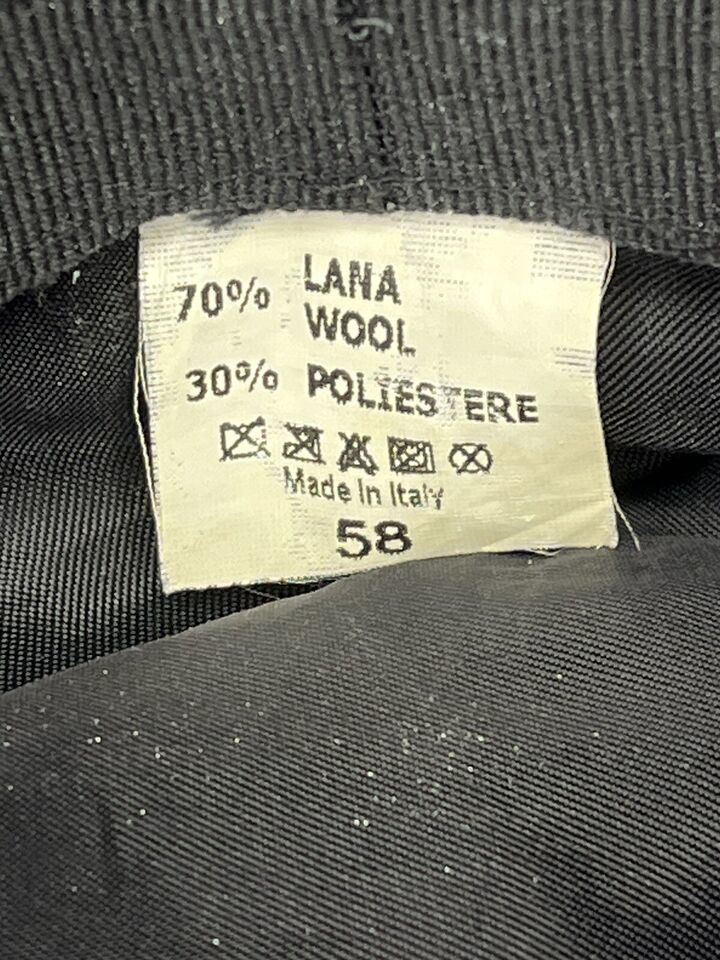 70% LANA
WOOL
30% POLIESTERE
Made In Italy
58